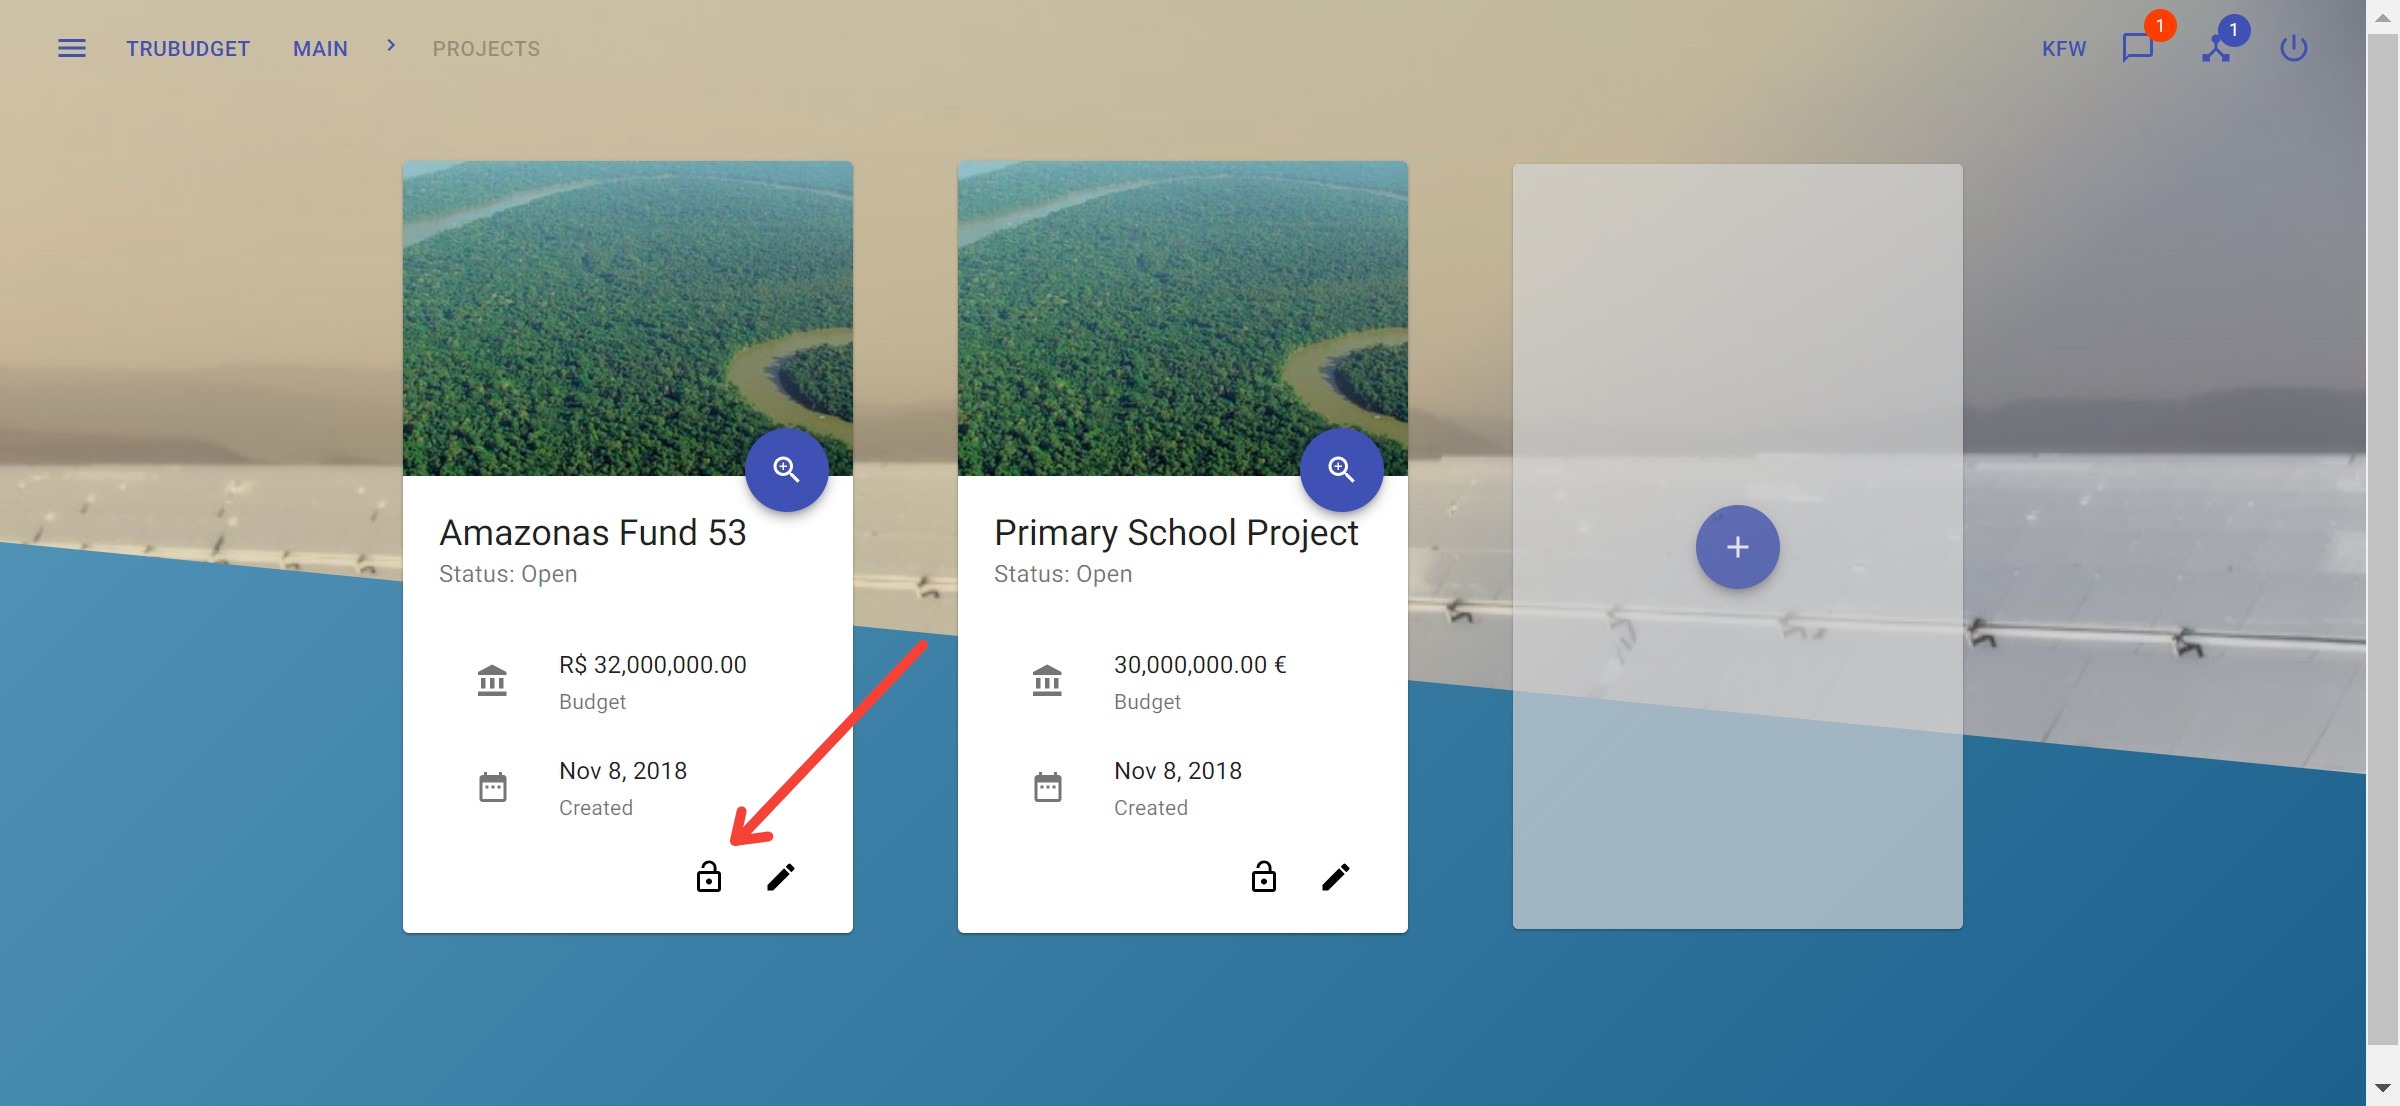 TRUBUDGET MAIN PROJECTS
KFW 1 1
Amazonas Fund 53
Status: Open
R$ 32,000,000.00
Budget
Nov 8, 2018
Created
Primary School Project
Status: Open
30,000,000.00 €
Budget
Nov 8, 2018
Created